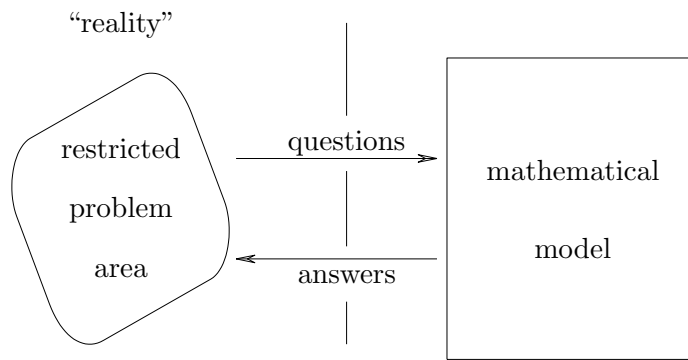 “reality”
restricted
problem
area
questions
answers
mathematical
model